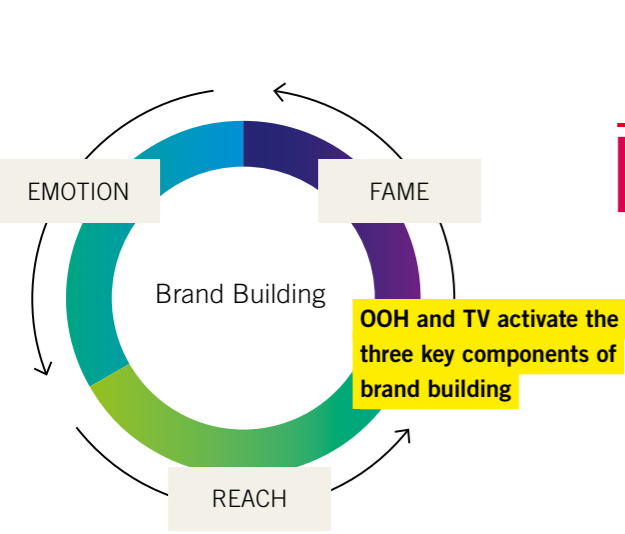 EMOTION
FAME
Brand Building
OOH and TV activate the
three key components of
brand building
REACH